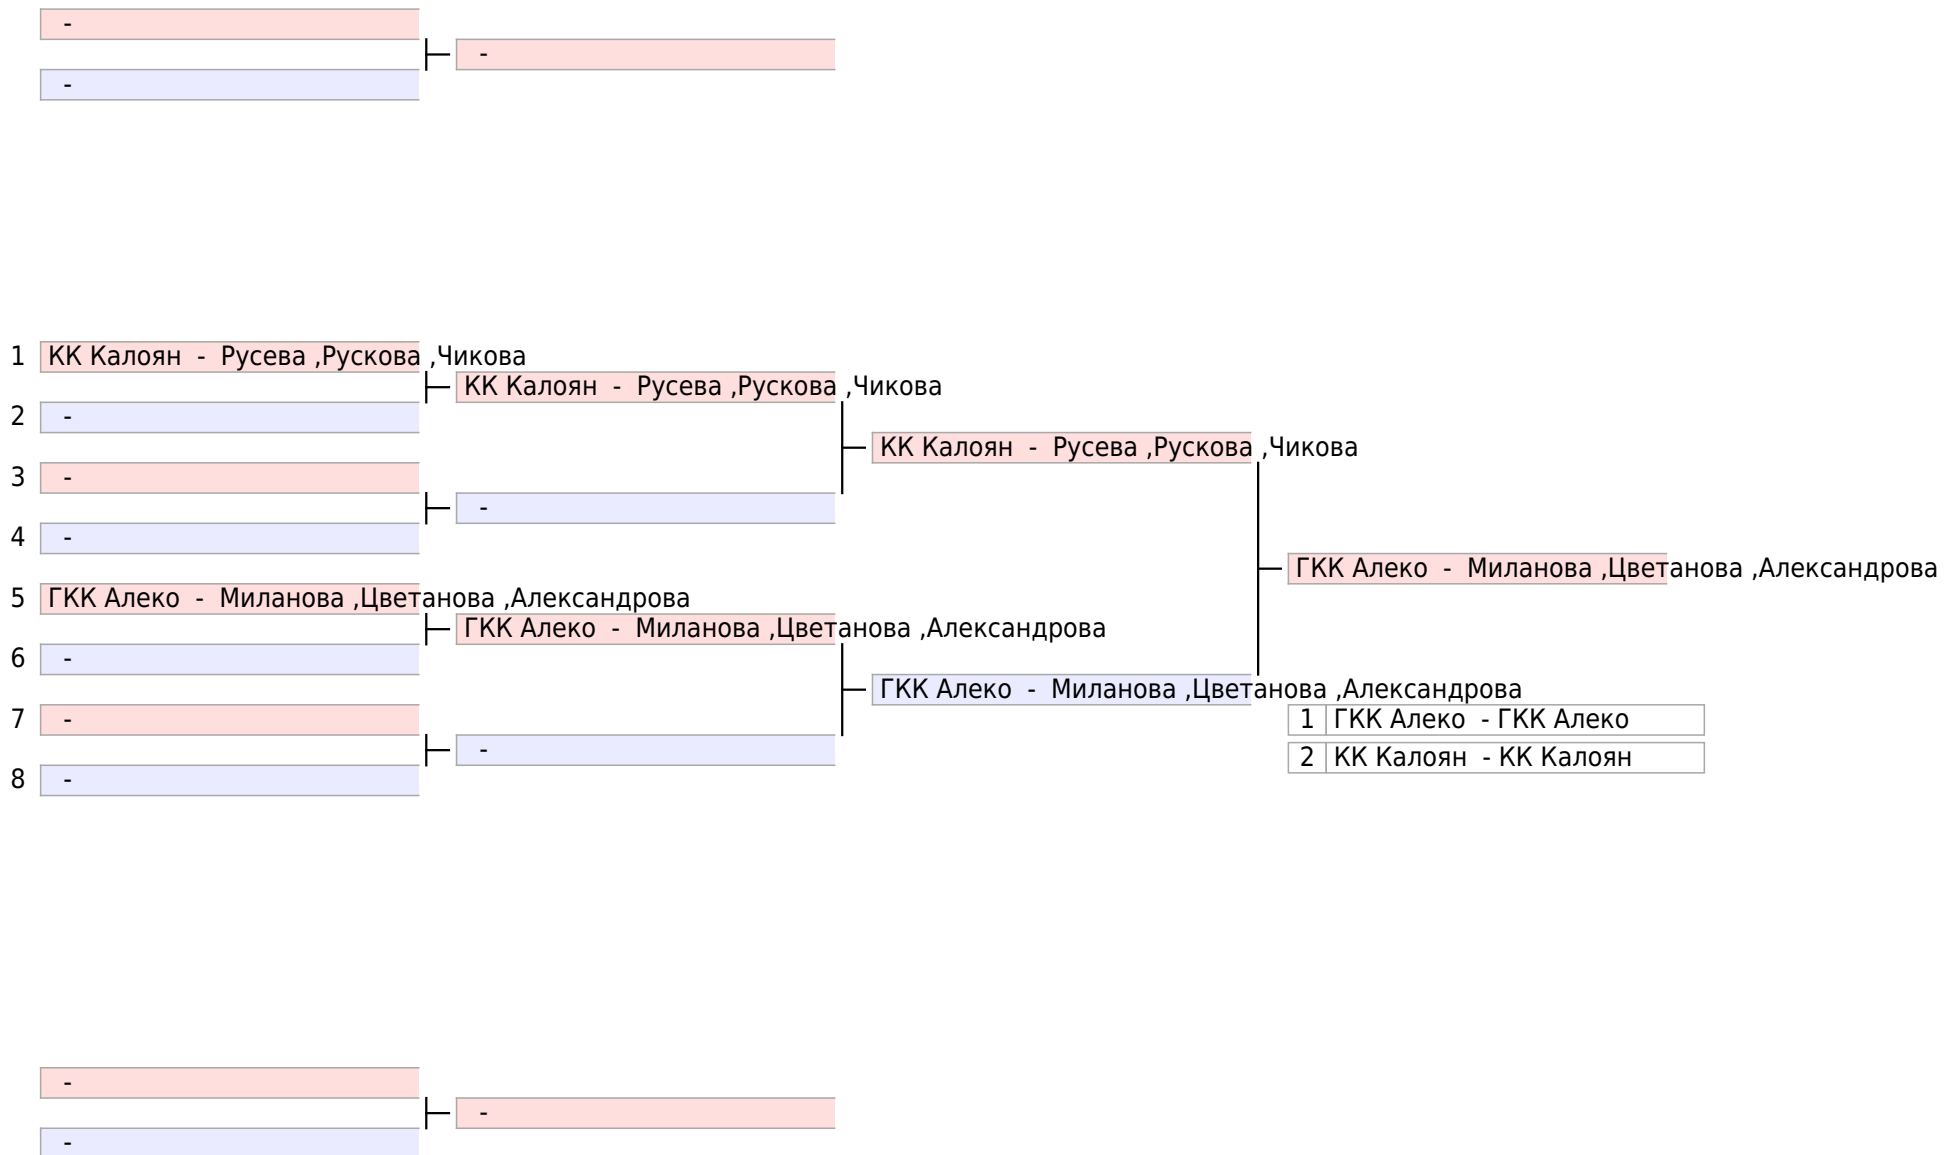 -
-
-
1 КК Калоян - Русева ,Рускова ,Чикова
КК Калоян - Русева ,Рускова ,Чикова
2 -
КК Калоян - Русева ,Рускова ,Чикова
3 -
-
4 -
ГКК Алеко - Миланова ,Цветанова ,Александрова
5 ГКК Алеко - Миланова ,Цветанова ,Александрова
ГКК Алеко - Миланова ,Цветанова ,Александрова
6 -
ГКК Алеко - Миланова ,Цветанова ,Александрова
7 -
1 ГКК Алеко - ГКК Алеко
-
2 КК Калоян - КК Калоян
8 -
-
-
-